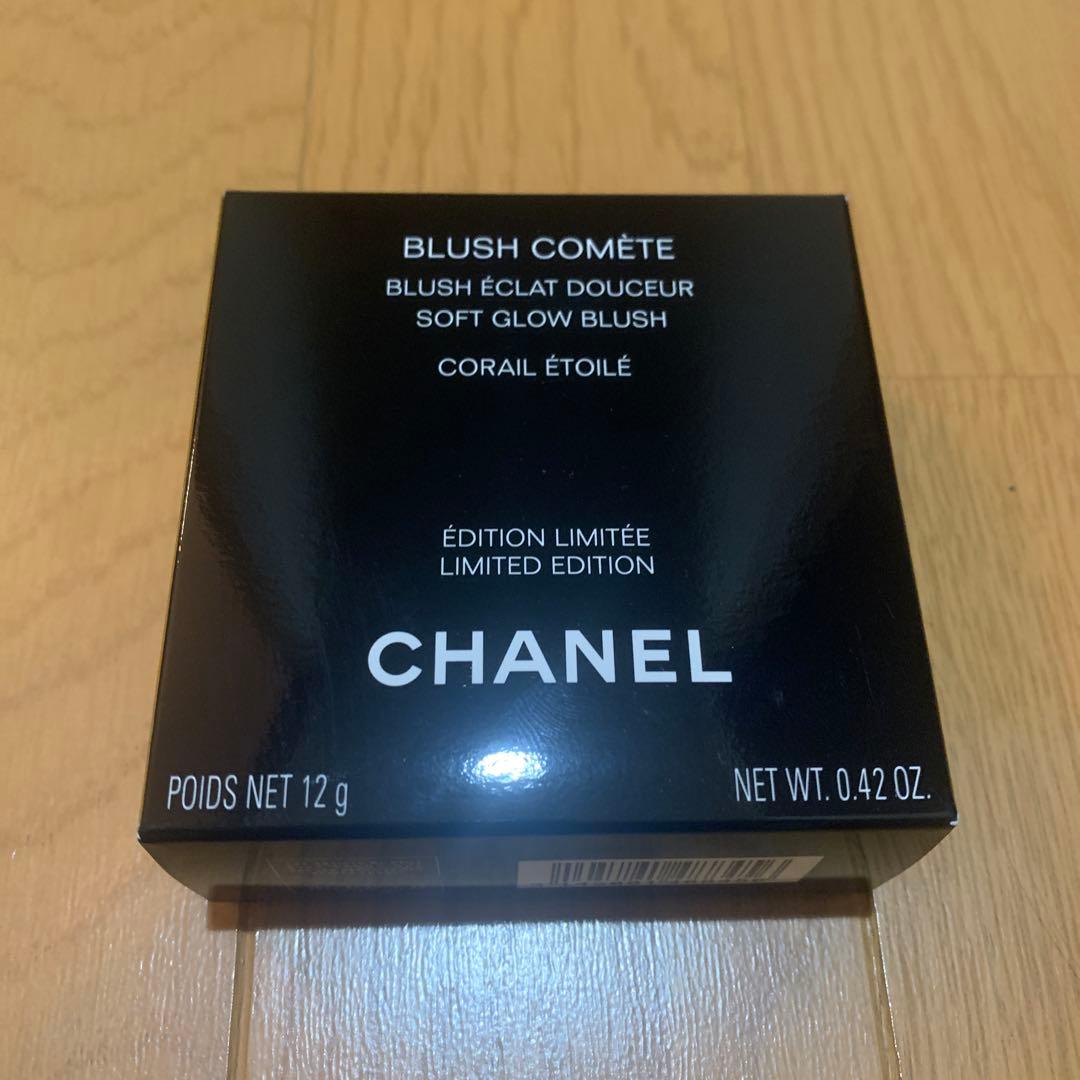 BLUSH COMÈTE
BLUSH ÉCLAT DOUCEUR
SOFT GLOW BLUSH
CORAIL ÉTOILÉ
ÉDITION LIMITÉE
LIMITED EDITION
CHANEL
POIDS NET 12 g
NET WT. 0.42 OZ.